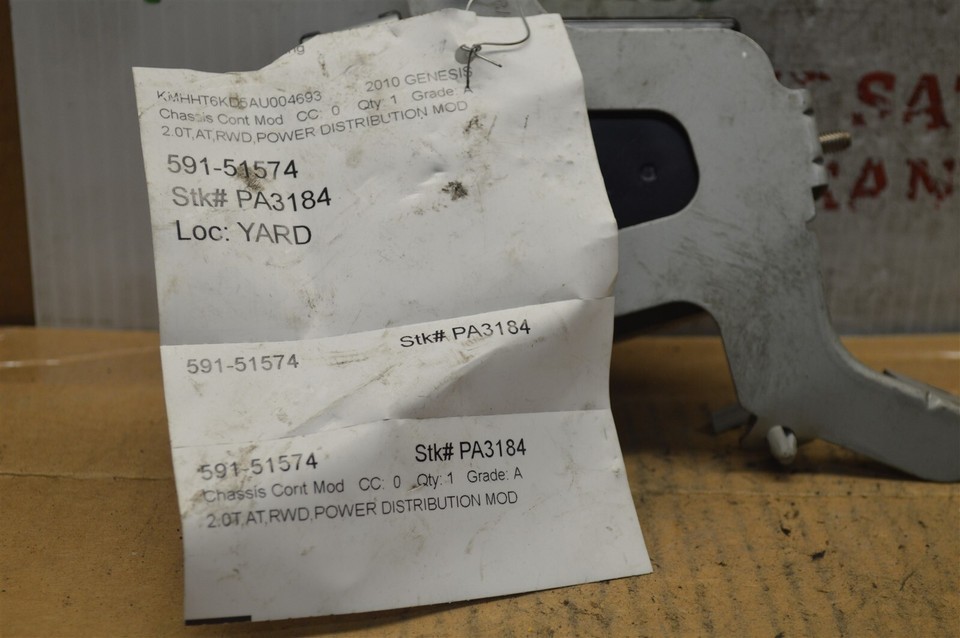 KMHHT6KD5AU004693 2010 GENESIS
Chassis Cont Mod CC: 0 Qty 1 Grade: A
2.0T,AT,RWD,POWER DISTRIBUTION MOD
591-51574
Stk# PA3184
Loc: YARD
591-51574 Stk# PA3184
591-51574 Stk# PA3184
Chassis Cont Mod CC: 0 Qty: 1 Grade: A
2.0T,AT,RWD,POWER DISTRIBUTION MOD